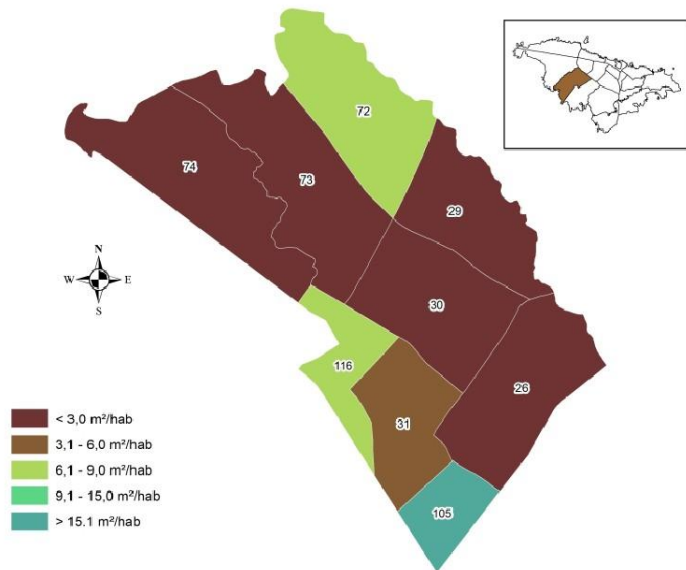 72
74
73
29
N
W E
S
30
116
26
31
105
< 3,0 m²/hab
3,1 - 6,0 m²/hab
6,1 - 9,0 m²/hab
9,1 - 15,0 m²/hab
> 15.1 m²/hab